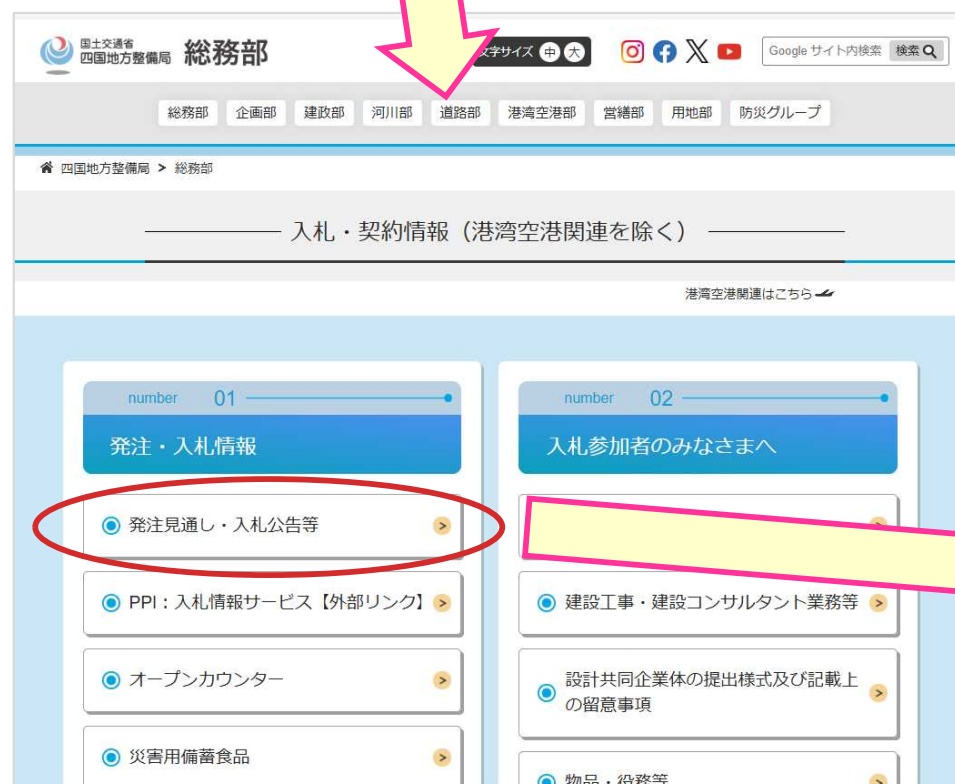 国土交通省
四国地方整備局 総務部
文字サイズ 中 大
Google サイト内検索 検索
総務部 企画部 建政部 河川部 道路部 港湾空港部 営繕部 用地部 防災グループ
四国地方整備局 > 総務部
入札・契約情報（港湾空港関連を除く）
港湾空港関連はこちら
number 01
発注・入札情報
発注見通し・入札公告等
PPI：入札情報サービス【外部リンク】
オープンカウンター
災害用備蓄食品
number 02
入札参加者のみなさまへ
建設工事・建設コンサルタント業務等
設計共同企業体の提出様式及び記載上
の留意事項
物品・役務等